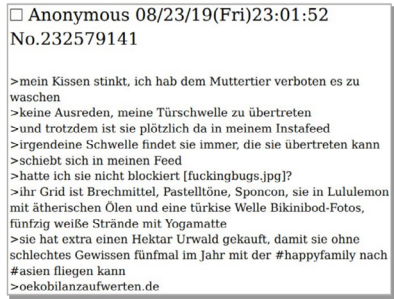 □ Anonymous 08/23/19(Fri)23:01:52
No.232579141
>mein Kissen stinkt, ich hab dem Muttertier verboten es zu
waschen
>keine Ausreden, meine Türschwelle zu übertreten
>und trotzdem ist sie plötzlich da in meinem Instafeed
>irgendeine Schwelle findet sie immer, die sie übertreten kann
>schiebt sich in meinen Feed
>hatte ich sie nicht blockiert [fuckingbugs.jpg]?
>ihr Grid ist Brechmittel, Pastelltöne, Sponcon, sie in Lululemon
mit ätherischen Ölen und eine türkise Welle Bikinibod-Fotos,
fünfzig weiße Strände mit Yogamatte
>sie hat extra einen Hektar Urwald gekauft, damit sie ohne
schlechtes Gewissen fünfmal im Jahr mit der #happyfamily nach
#asien fliegen kann
>oekobilanzaufwerten.de